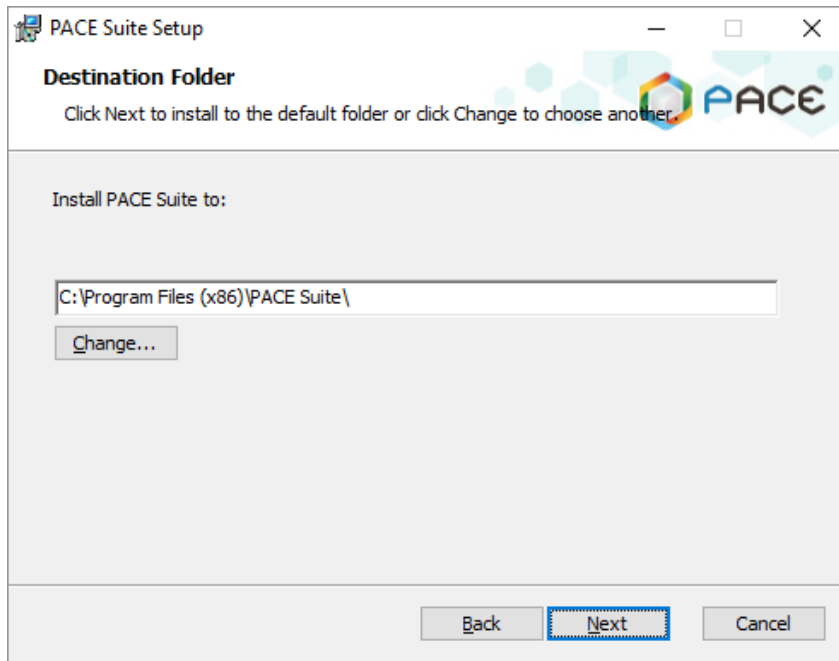 PACE Suite Setup
Destination Folder
Click Next to install to the default folder or click Change to choose another.
PACE
Install PACE Suite to:
C:\Program Files (x86)\PACE Suite\
Change...
Back
Next
Cancel